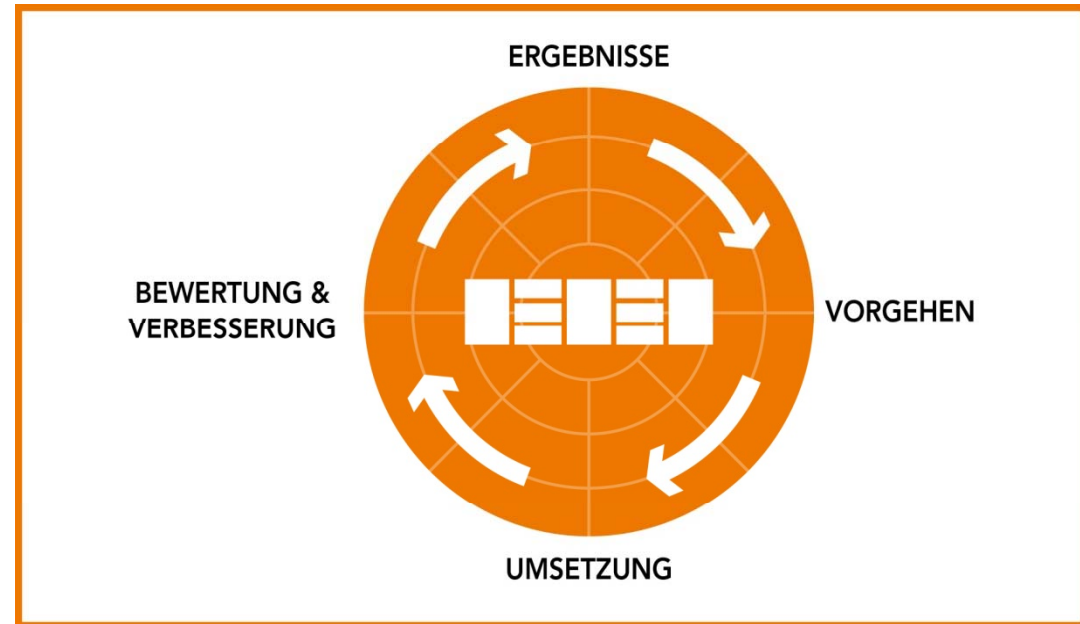 ERGEBNISSE
BEWERTUNG &
VERBESSERUNG
VORGEHEN
UMSETZUNG